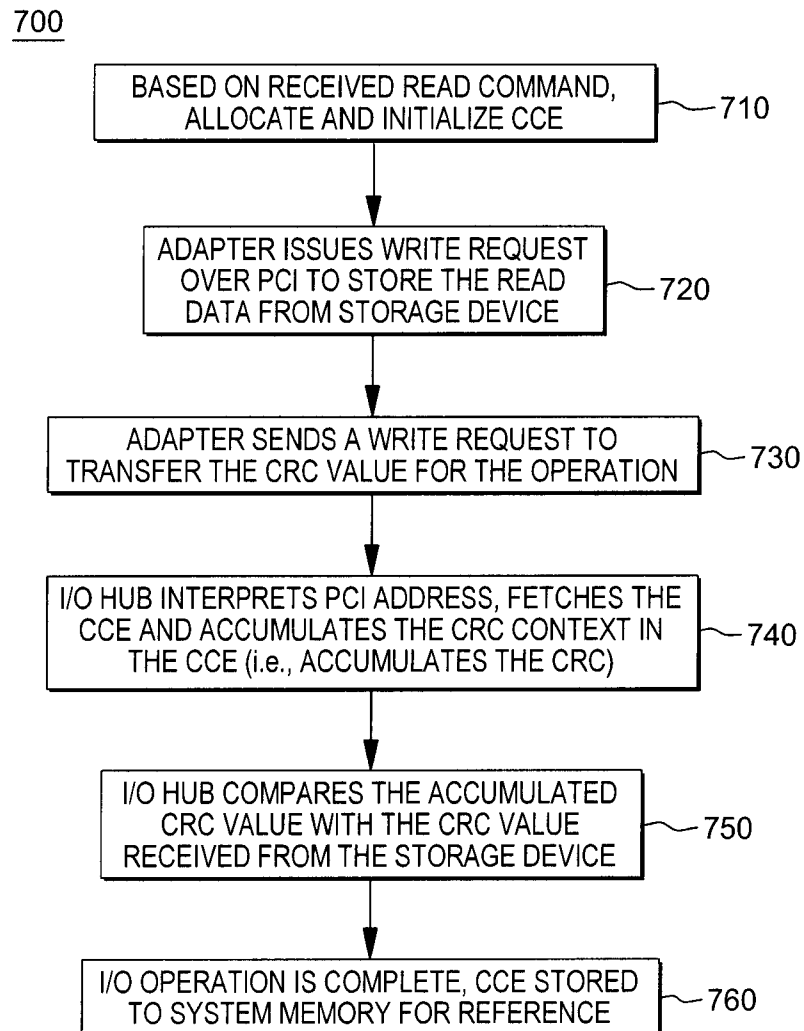 700
BASED ON RECEIVED READ COMMAND,
ALLOCATE AND INITIALIZE CCE
710
ADAPTER ISSUES WRITE REQUEST
OVER PCI TO STORE THE READ
DATA FROM STORAGE DEVICE
720
ADAPTER SENDS A WRITE REQUEST TO
TRANSFER THE CRC VALUE FOR THE OPERATION
730
I/O HUB INTERPRETS PCI ADDRESS, FETCHES THE
CCE AND ACCUMULATES THE CRC CONTEXT IN
THE CCE (i.e., ACCUMULATES THE CRC)
740
I/O HUB COMPARES THE ACCUMULATED
CRC VALUE WITH THE CRC VALUE
RECEIVED FROM THE STORAGE DEVICE
750
I/O OPERATION IS COMPLETE, CCE STORED
TO SYSTEM MEMORY FOR REFERENCE
760